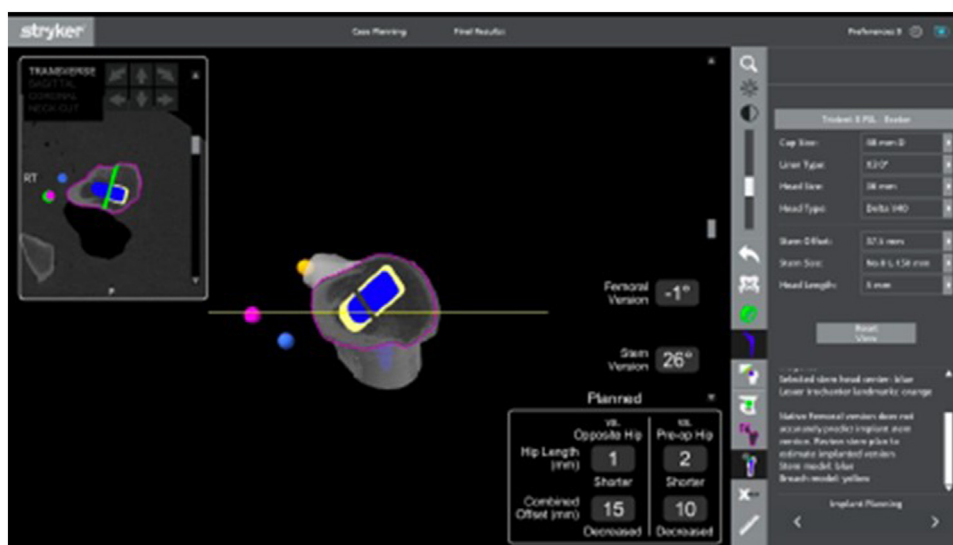 stryker
Case Planning
Final Results
Preferences
TRANSVERSE
SAGITTAL
CORONAL
NECK CUT
RT
P
Femoral
Version
-1°
Stem
Version
26°
Planned
vs.
Opposite Hip
vs.
Pre-op Hip
Hip Length
(mm)
1
2
Shorter
Shorter
Combined
Offset (mm)
15
10
Decreased
Decreased
Cup Size:
Liner Type:
Head Size:
Head Type:
Stem Offset:
37.5 mm
Stem Size:
Head Length:
Reset
View
Selected stem head center: blue
Lesser trochanter landmarks: orange
Native Femoral version does not
accurately predict implant stem
version. Review stem plan to
estimate implanted version.
Stem model: blue
Broach model: yellow
Implant Planning